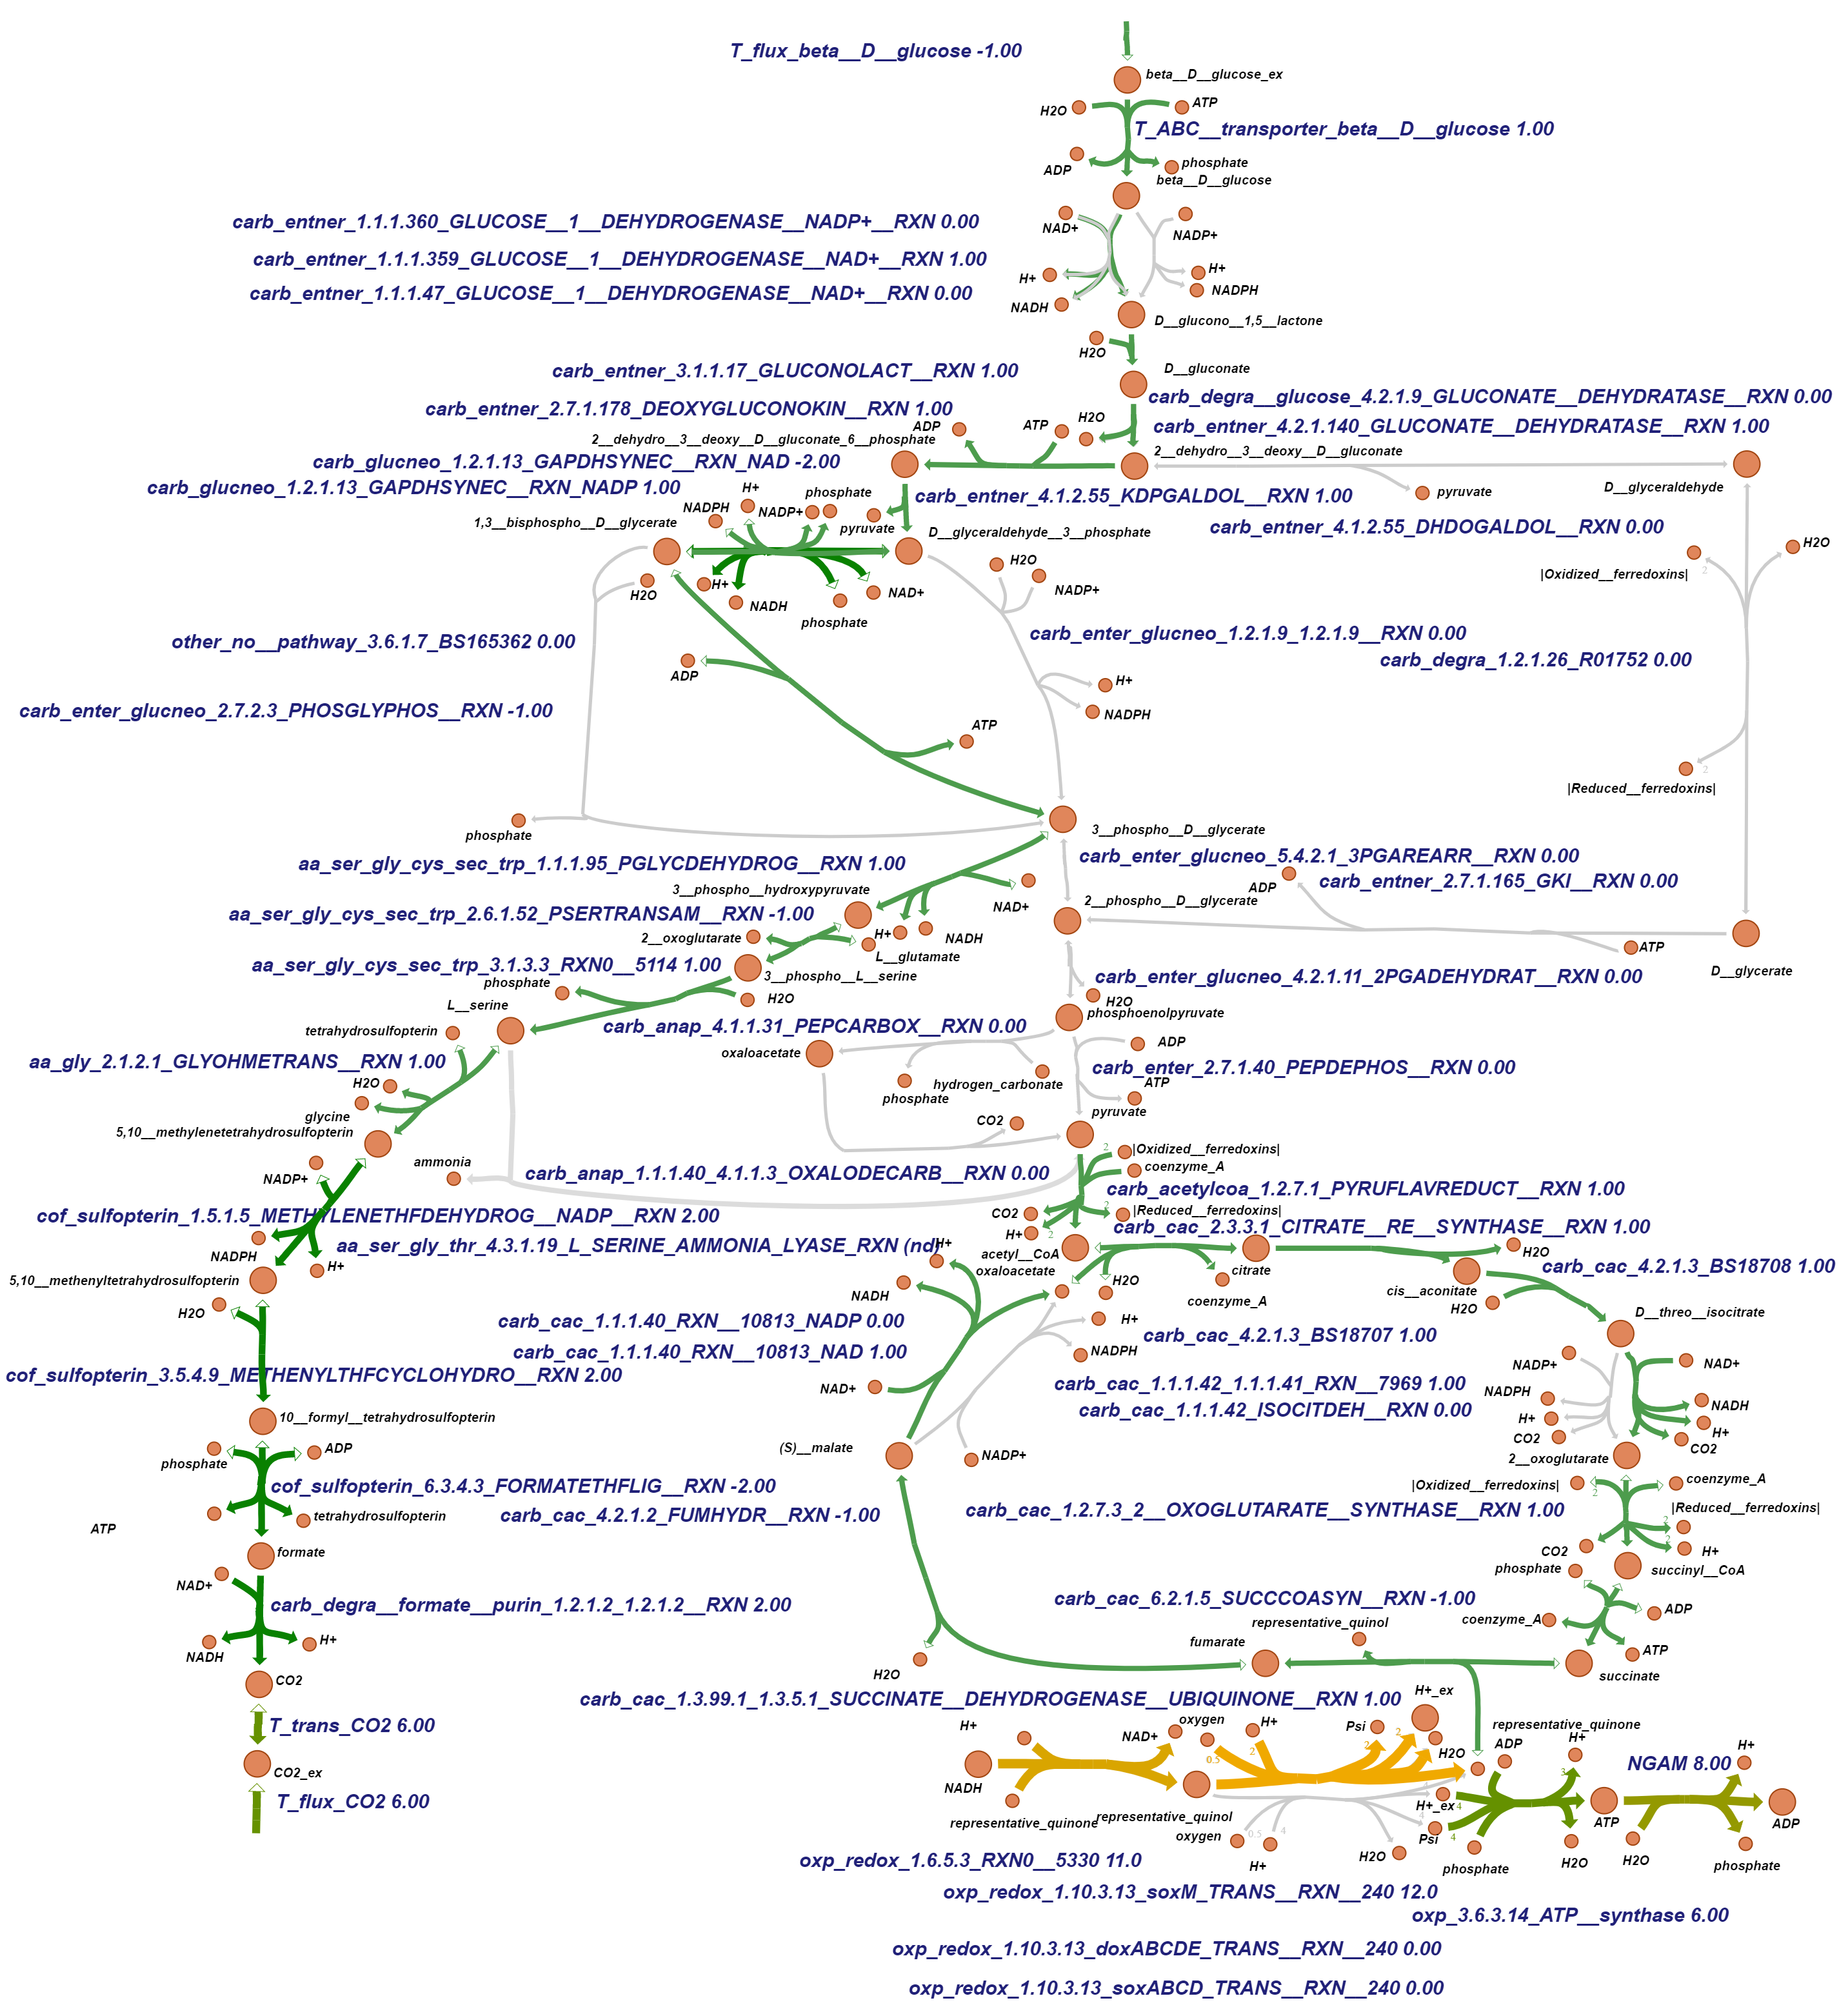 T_flux_beta__D__glucose -1.00
beta__D__glucose_ex
H2O
ATP
T_ABC__transporter_beta__D__glucose 1.00
ADP
phosphate
beta__D__glucose
carb_entner_1.1.1.360_GLUCOSE__1__DEHYDROGENASE__NADP+__RXN 0.00
NAD+
NADP+
carb_entner_1.1.1.359_GLUCOSE__1__DEHYDROGENASE__NAD+__RXN 1.00
H+
H+
carb_entner_1.1.1.47_GLUCOSE__1__DEHYDROGENASE__NAD+__RXN 0.00
NADH
NADPH
D__glucono__1,5__lactone
H2O
carb_entner_3.1.1.17_GLUCONOLACT__RXN 1.00
D__gluconate
carb_degra__glucose_4.2.1.9_GLUCONATE__DEHYDRATASE__RXN 0.00
carb_entner_2.7.1.178_DEOXYGLUCONOKIN__RXN 1.00
ADP
ATP
H2O
carb_entner_4.2.1.140_GLUCONATE__DEHYDRATASE__RXN 1.00
2__dehydro__3__deoxy__D__gluconate_6__phosphate
2__dehydro__3__deoxy__D__gluconate
carb_glucneo_1.2.1.13_GAPDHSYNEC__RXN_NAD -2.00
carb_glucneo_1.2.1.13_GAPDHSYNEC__RXN_NADP 1.00
H+
phosphate
carb_entner_4.1.2.55_KDPGALDOL__RXN 1.00
pyruvate
D__glyceraldehyde
NADPH
NADP+
1,3__bisphospho__D__glycerate
pyruvate
D__glyceraldehyde__3__phosphate
carb_entner_4.1.2.55_DHDOGALDOL__RXN 0.00
H2O
H2O
|Oxidized__ferredoxins|
2
H2O
H+
NADH
NAD+
NADP+
phosphate
other_no__pathway_3.6.1.7_BS165362 0.00
carb_enter_glucneo_1.2.1.9_1.2.1.9__RXN 0.00
carb_degra_1.2.1.26_R01752 0.00
ADP
H+
carb_enter_glucneo_2.7.2.3_PHOSGLYPHOS__RXN -1.00
NADPH
ATP
2
|Reduced__ferredoxins|
phosphate
3__phospho__D__glycerate
aa_ser_gly_cys_sec_trp_1.1.1.95_PGLYCDEHYDROG__RXN 1.00
carb_enter_glucneo_5.4.2.1_3PGAREARR__RXN 0.00
3__phospho__hydroxypyruvate
ADP
carb_entner_2.7.1.165_GKI__RXN 0.00
NAD+
2__phospho__D__glycerate
aa_ser_gly_cys_sec_trp_2.6.1.52_PSERTRANSAM__RXN -1.00
2__oxoglutarate
H+
NADH
ATP
L__glutamate
aa_ser_gly_cys_sec_trp_3.1.3.3_RXN0__5114 1.00
3__phospho__L__serine
carb_enter_glucneo_4.2.1.11_2PGADEHYDRAT__RXN 0.00
D__glycerate
phosphate
H2O
H2O
L__serine
phosphoenolpyruvate
tetrahydrosulfopterin
carb_anap_4.1.1.31_PEPCARBOX__RXN 0.00
oxaloacetate
ADP
aa_gly_2.1.2.1_GLYOHMETRANS__RXN 1.00
carb_enter_2.7.1.40_PEPDEPHOS__RXN 0.00
H2O
hydrogen_carbonate
ATP
phosphate
glycine
pyruvate
5,10__methylenetetrahydrosulfopterin
CO2
2
|Oxidized__ferredoxins|
ammonia
coenzyme_A
NADP+
carb_anap_1.1.1.40_4.1.1.3_OXALODECARB__RXN 0.00
carb_acetylcoa_1.2.7.1_PYRUFLAVREDUCT__RXN 1.00
cof_sulfopterin_1.5.1.5_METHYLENETHFDEHYDROG__NADP__RXN 2.00
CO2
2
|Reduced__ferredoxins|
H+
2
carb_cac_2.3.3.1_CITRATE__RE__SYNTHASE__RXN 1.00
NADPH
aa_ser_gly_thr_4.3.1.19_L_SERINE_AMMONIA_LYASE_RXN (nd)
H+
acetyl__CoA
H2O
H+
oxaloacetate
citrate
carb_cac_4.2.1.3_BS18708 1.00
5,10__methenyltetrahydrosulfopterin
H2O
cis__aconitate
NADH
coenzyme_A
H2O
D__threo__isocitrate
H2O
carb_cac_1.1.1.40_RXN__10813_NADP 0.00
H+
carb_cac_4.2.1.3_BS18707 1.00
carb_cac_1.1.1.40_RXN__10813_NAD 1.00
NADPH
NADP+
NAD+
cof_sulfopterin_3.5.4.9_METHENYLTHFCYCLOHYDRO__RXN 2.00
NAD+
carb_cac_1.1.1.42_1.1.1.41_RXN__7969 1.00
NADPH
NADH
carb_cac_1.1.1.42_ISOCITDEH__RXN 0.00
H+
H+
10__formyl__tetrahydrosulfopterin
CO2
CO2
ADP
(S)__malate
NADP+
2__oxoglutarate
phosphate
|Oxidized__ferredoxins|
2
coenzyme_A
cof_sulfopterin_6.3.4.3_FORMATETHFLIG__RXN -2.00
carb_cac_4.2.1.2_FUMHYDR__RXN -1.00
carb_cac_1.2.7.3_2__OXOGLUTARATE__SYNTHASE__RXN 1.00
|Reduced__ferredoxins|
2
tetrahydrosulfopterin
ATP
2
H+
CO2
formate
phosphate
succinyl__CoA
NAD+
carb_degra__formate__purin_1.2.1.2_1.2.1.2__RXN 2.00
carb_cac_6.2.1.5_SUCCCOASYN__RXN -1.00
ADP
coenzyme_A
representative_quinol
H+
fumarate
ATP
NADH
H2O
succinate
CO2
carb_cac_1.3.99.1_1.3.5.1_SUCCINATE__DEHYDROGENASE__UBIQUINONE__RXN 1.00
H+_ex
T_trans_CO2 6.00
H+
NAD+
oxygen
H+
Psi
2
representative_quinone
2
H+
0.5
2
H2O
ADP
H+
NGAM 8.00
CO2_ex
NADH
3
T_flux_CO2 6.00
H+_ex
4
representative_quinone
representative_quinol
4
ATP
ADP
oxygen
0.5
4
Psi
4
H+
H2O
phosphate
H2O
H2O
phosphate
oxp_redox_1.6.5.3_RXN0__5330 11.0
oxp_redox_1.10.3.13_soxM_TRANS__RXN__240 12.0
oxp_3.6.3.14_ATP__synthase 6.00
oxp_redox_1.10.3.13_doxABCDE_TRANS__RXN__240 0.00
oxp_redox_1.10.3.13_soxABCD_TRANS__RXN__240 0.00